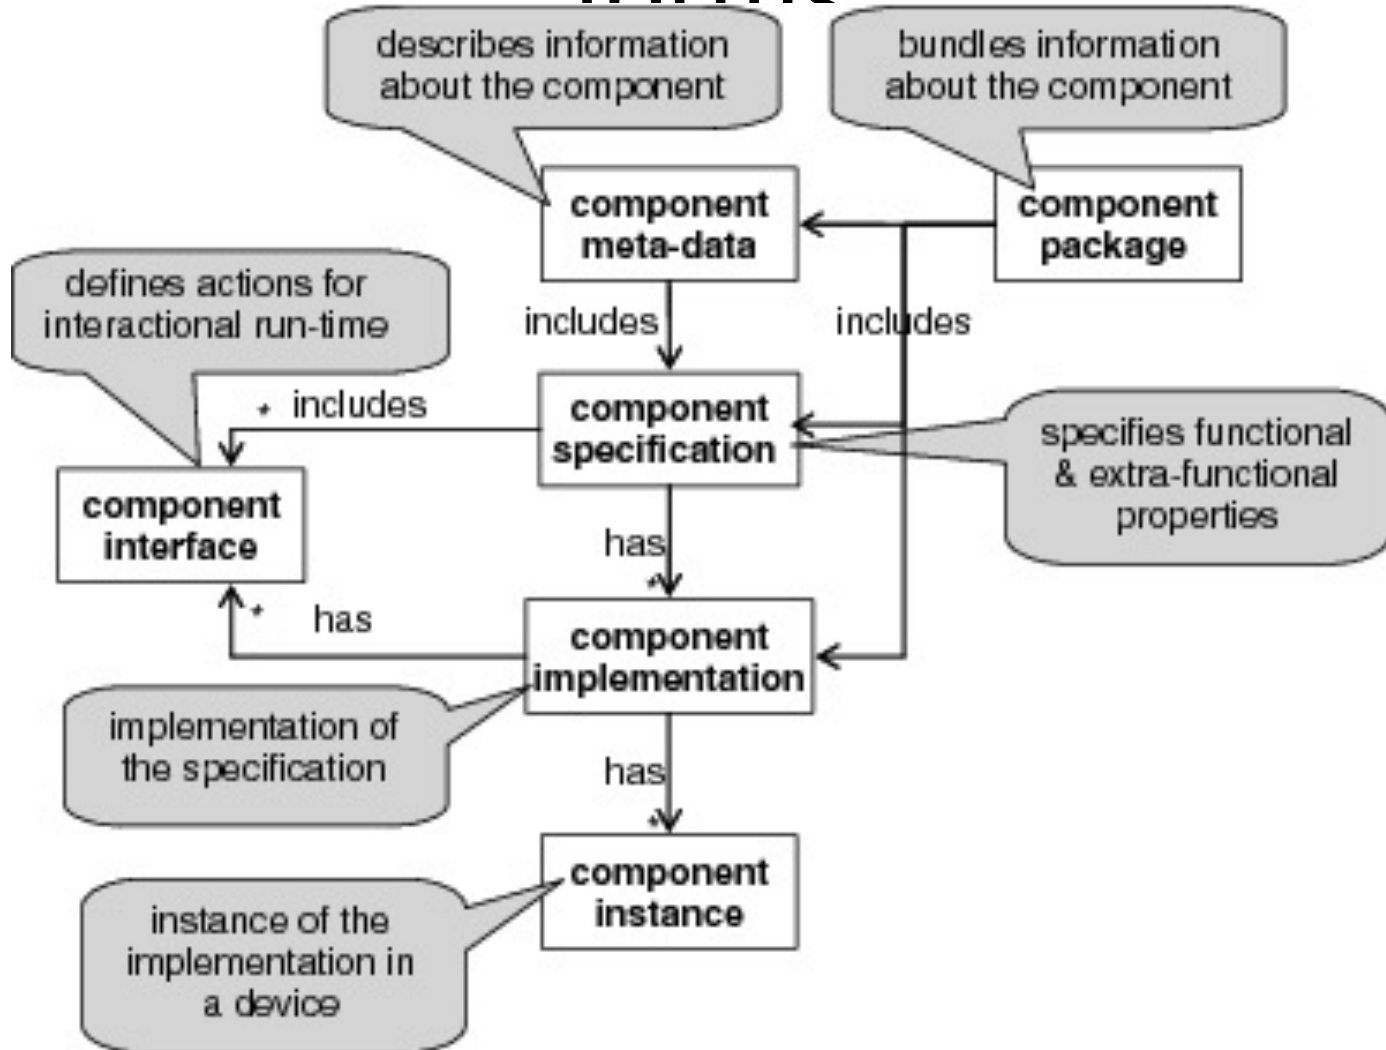 describes information
about the component
bundles information
about the component
component
meta-data
component
package
defines actions for
interactional run-time
includes
includes
* includes
component
specification
specifies functional
& extra-functional
properties
component
interface
has
*
*
has
component
implementation
implementation of
the specification
has
*
component
instance
instance of the
implementation in
a device